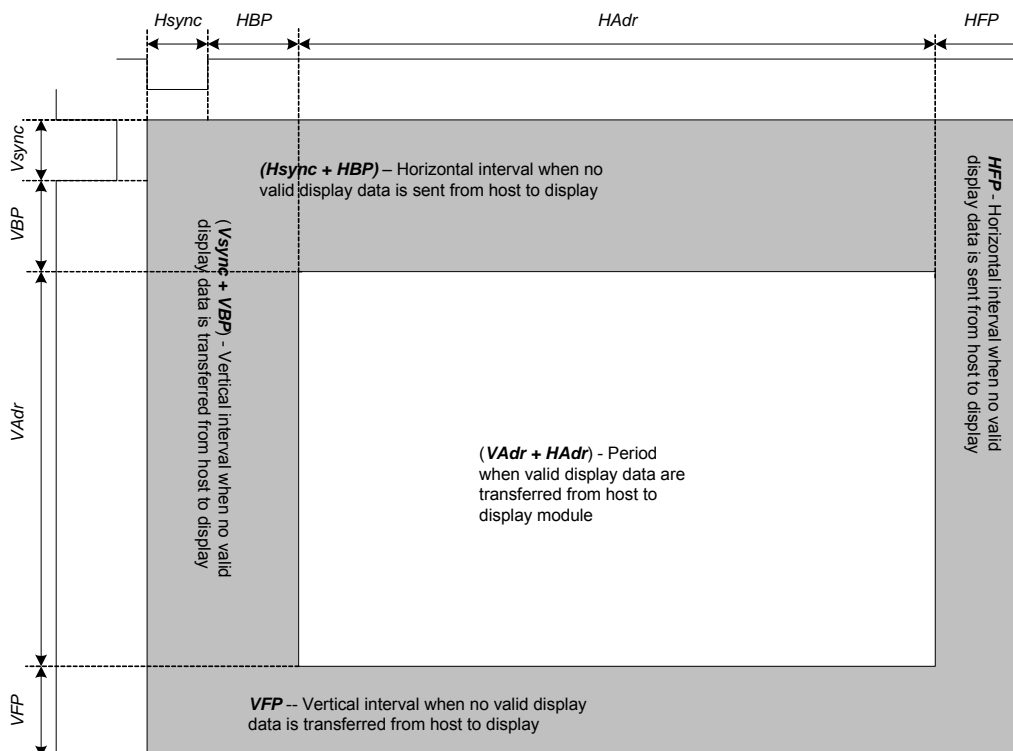 Hsync HBP HAdr HFP
Vsync
VBP
VAdr
VFP
(Hsync + HBP) – Horizontal interval when no
valid display data is sent from host to display
(Vsync + VBP) - Vertical interval when no valid
display data is transferred from host to display
HFP - Horizontal interval when no valid
display data is sent from host to display
(VAdr + HAdr) - Period
when valid display data are
transferred from host to
display module
VFP -- Vertical interval when no valid display
data is transferred from host to display